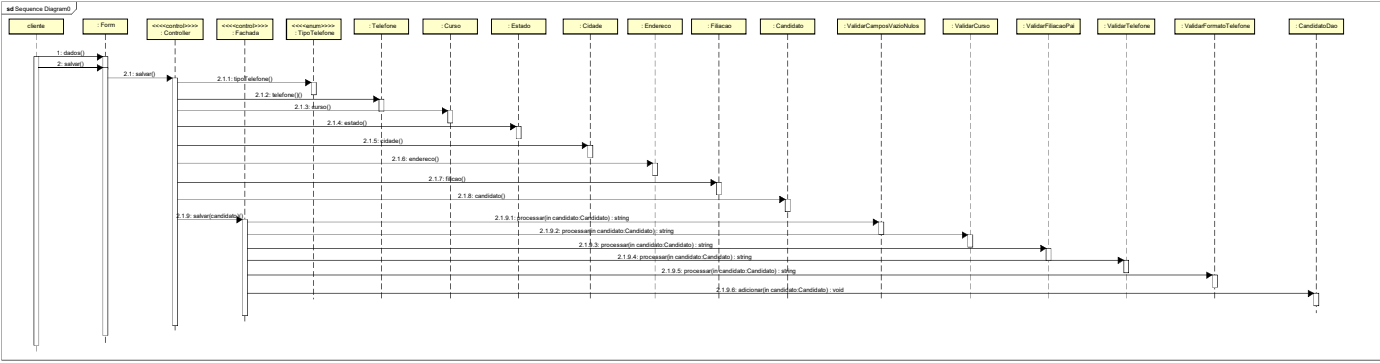 sd Sequence Diagram0
cliente
: Form
<<<<control>>>>
: Controller
<<<<control>>>>
: Fachada
<<<<enum>>>>
: TipoTelefone
: Telefone
: Curso
: Estado
: Cidade
: Endereco
: Filiacao
: Candidato
: ValidarCamposVazioNulos
: ValidarCurso
: ValidarFiliacaoPai
: ValidarTelefone
: ValidarFormatoTelefone
: CandidatoDao
1: dados()
2: salvar()
2.1: salvar()
2.1.1: tipoTelefone()
2.1.2: telefone()()
2.1.3: curso()
2.1.4: estado()
2.1.5: cidade()
2.1.6: endereco()
2.1.7: filicao()
2.1.8: candidato()
2.1.9: salvar(candidato)()
2.1.9.1: processar(in candidato:Candidato) : string
2.1.9.2: processar(in candidato:Candidato) : string
2.1.9.3: processar(in candidato:Candidato) : string
2.1.9.4: processar(in candidato:Candidato) : string
2.1.9.5: processar(in candidato:Candidato) : string
2.1.9.6: adicionar(in candidato:Candidato) : void